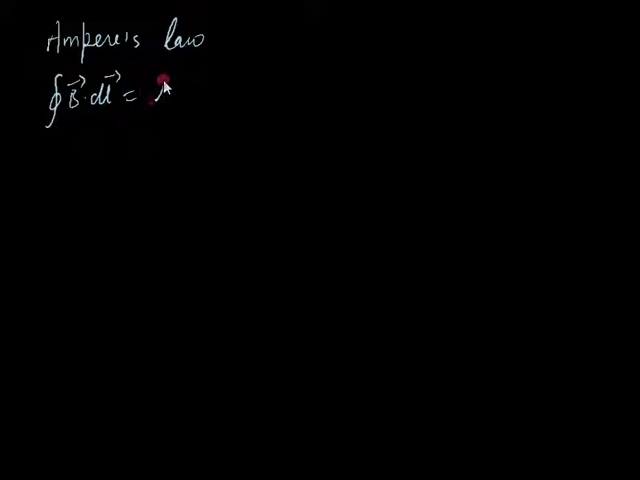 Ampere's law
∮ B⃗ · dl⃗ =